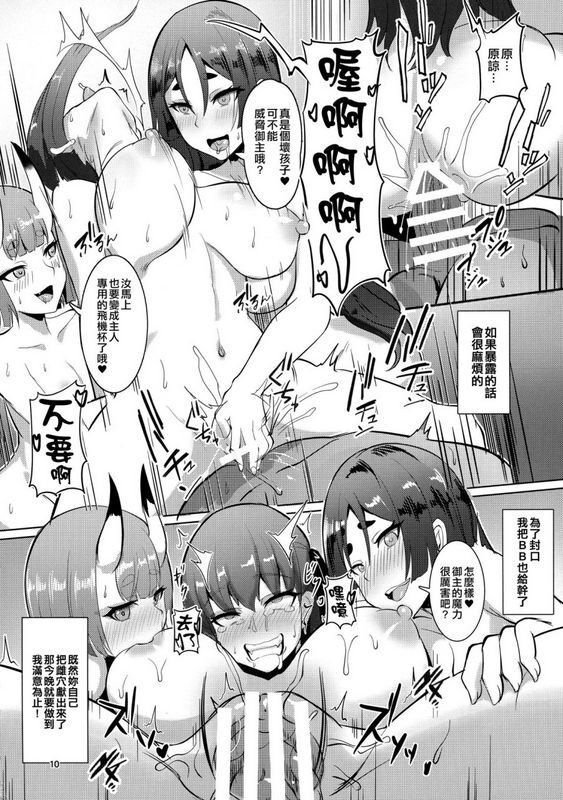 原…
原諒…
喔啊啊啊
真是個壞孩子♥
可不能
威脅御主哦？
汝馬上
也要變成主人
專用的飛機杯了哦♥
不要啊
如果暴露的話
會很麻煩的
為了封口
我把BB也給幹了
怎麼樣♥
御主的魔力
很厲害吧？
嘿噫
去了
既然妳自己
把雌穴獻出來了
那今晚就要做到
我滿意為止！
10